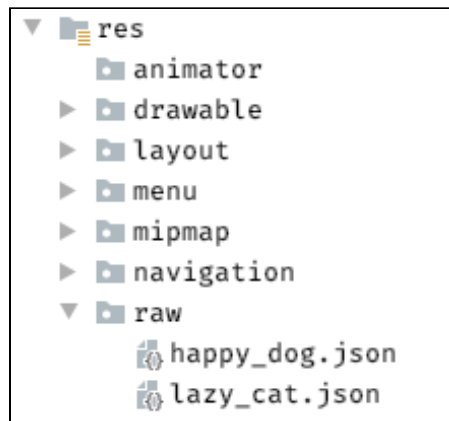 res
animator
drawable
layout
menu
mipmap
navigation
raw
happy_dog.json
lazy_cat.json